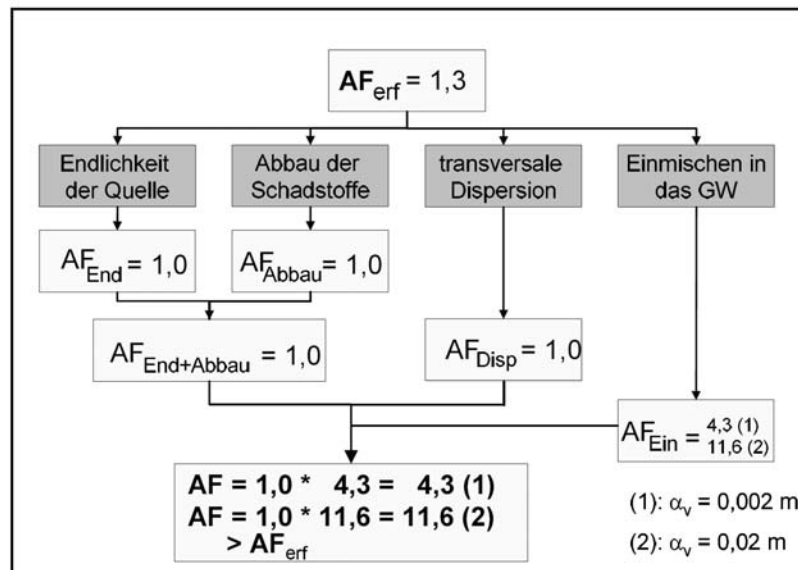 AF_erf = 1,3
Endlichkeit
der Quelle
Abbau der
Schadstoffe
transversale
Dispersion
Einmischen in
das GW
AF_End = 1,0
AF_Abbau = 1,0
AF_End+Abbau = 1,0
AF_Disp = 1,0
AF_Ein = 4,3 (1)
11,6 (2)
AF = 1,0 * 4,3 = 4,3 (1)
AF = 1,0 * 11,6 = 11,6 (2)
> AF_erf
(1): α_v = 0,002 m
(2): α_v = 0,02 m